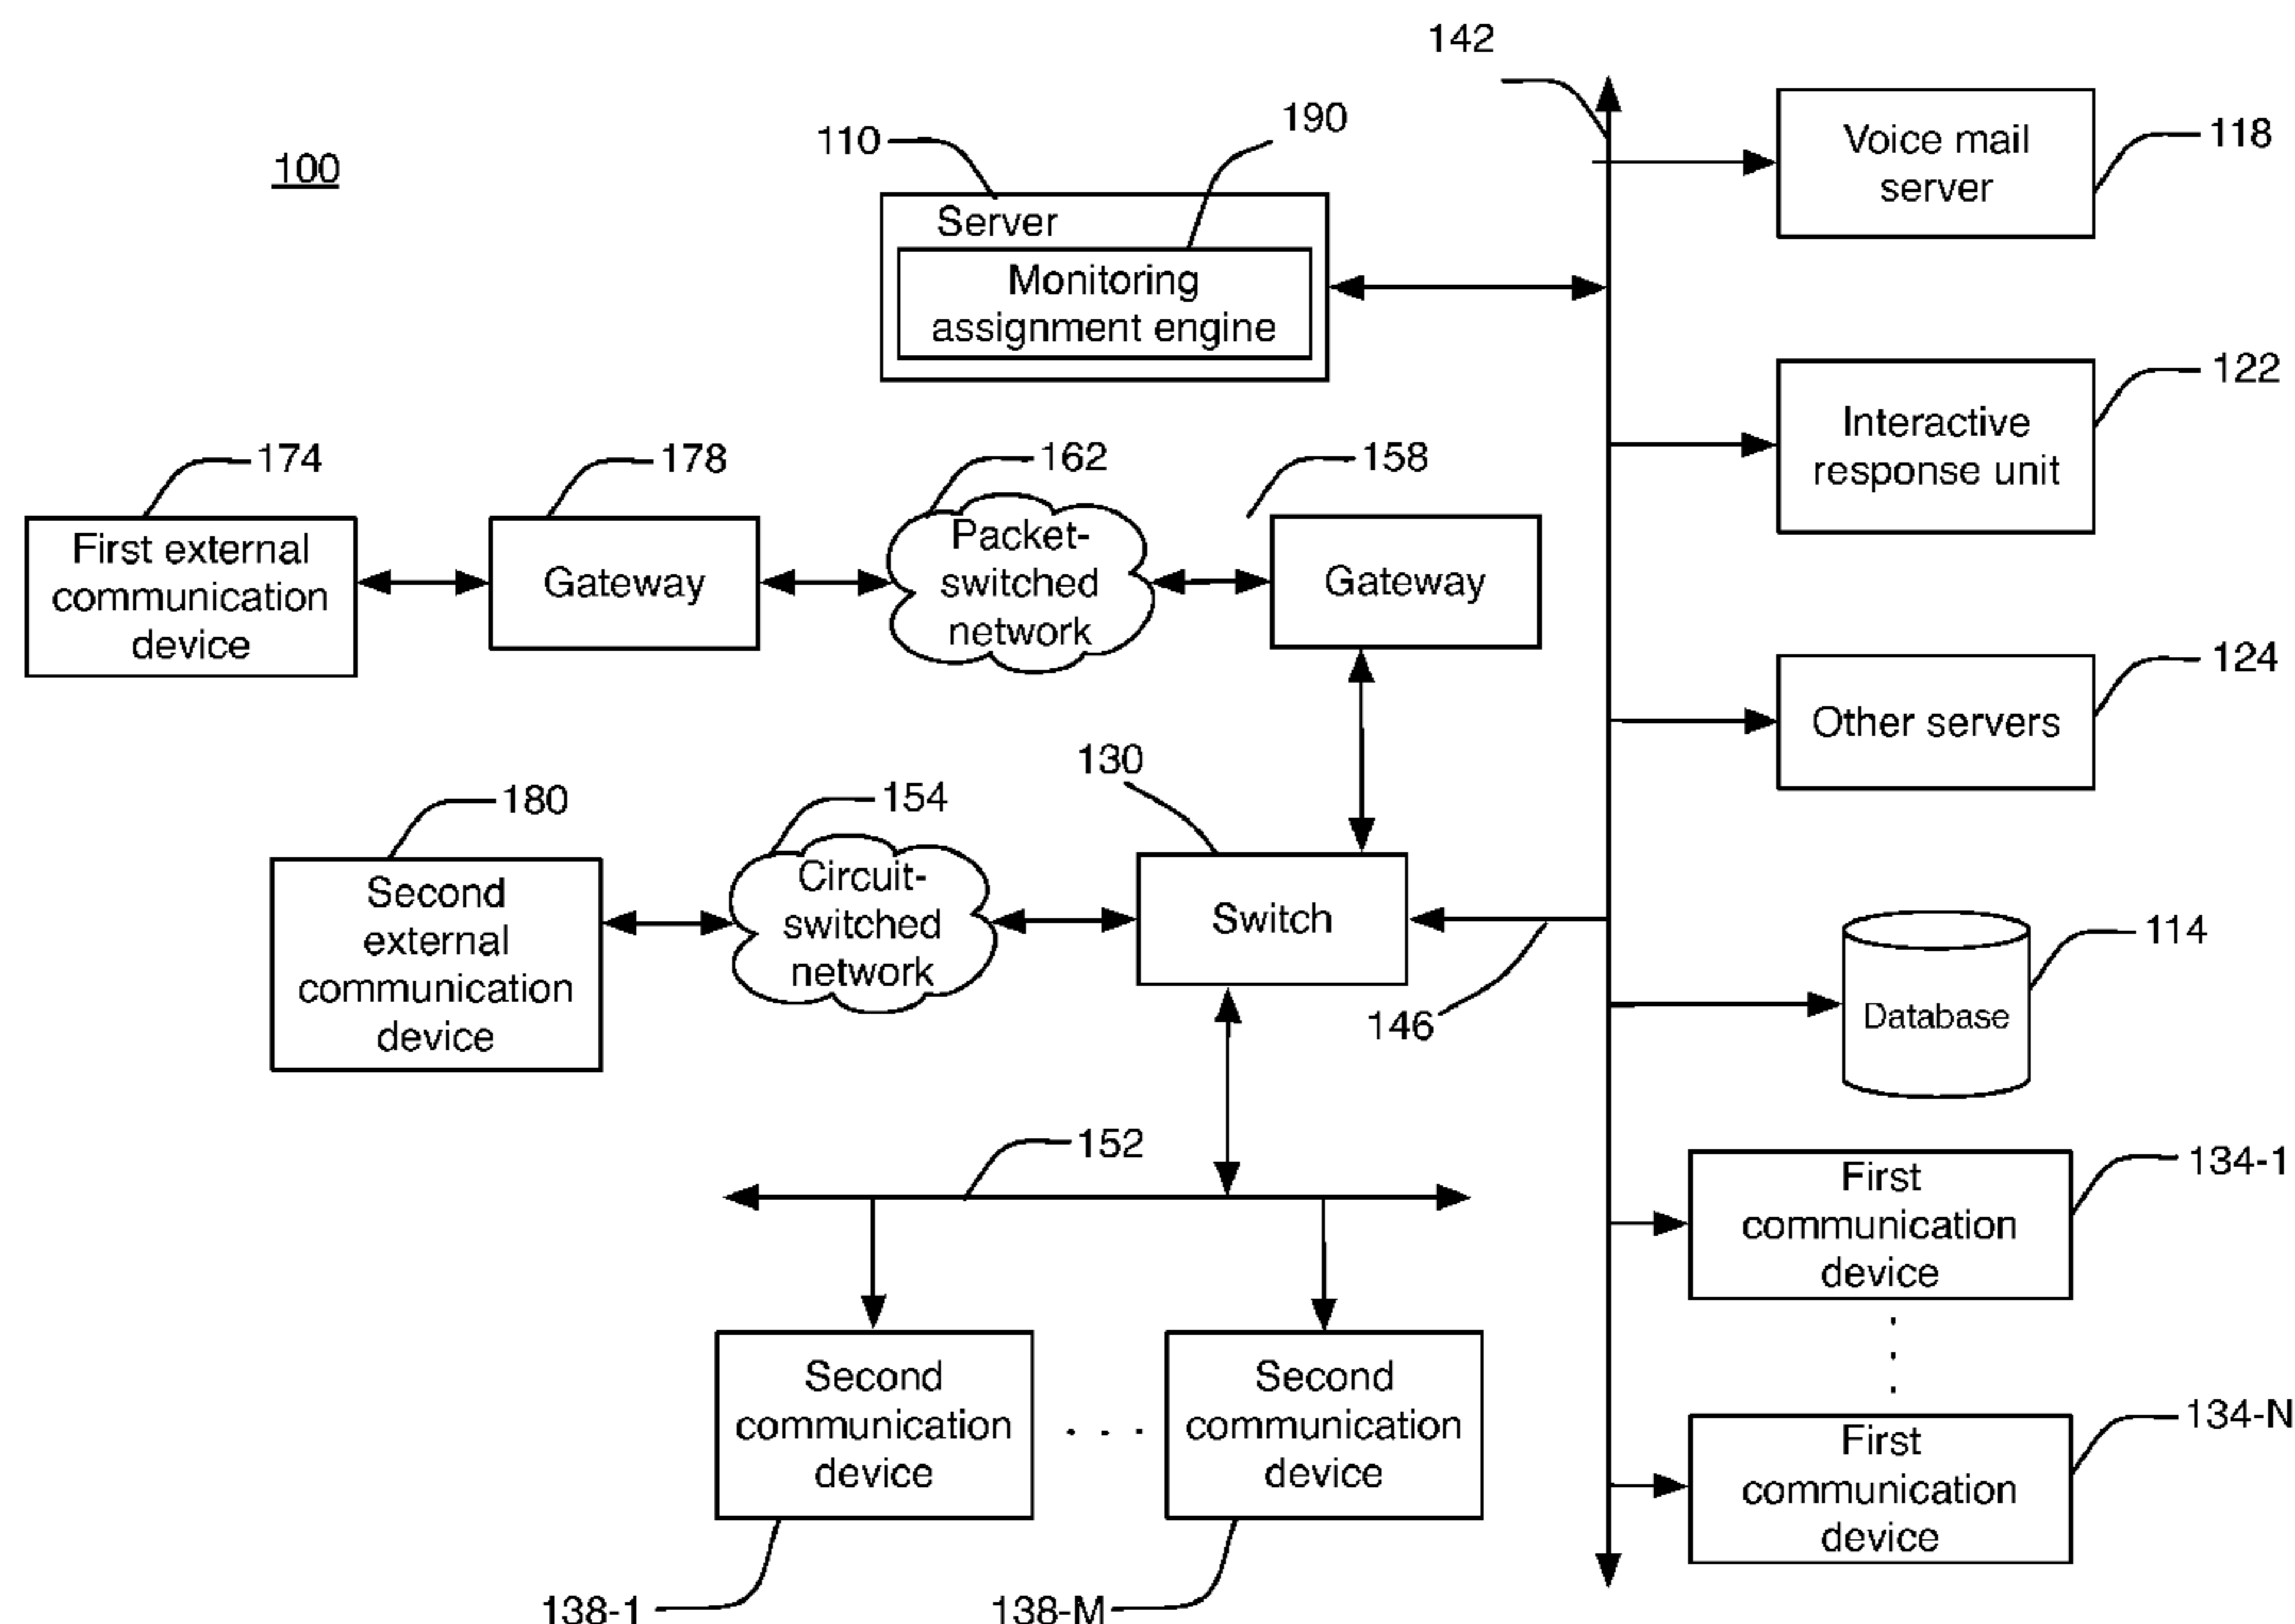 100
142
110
190
Server
Monitoring
assignment engine
Voice mail
server
118
Interactive
response unit
122
174
First external
communication
device
178
Gateway
162
Packet-
switched
network
158
Gateway
Other servers
124
180
Second
external
communication
device
154
Circuit-
switched
network
130
Switch
146
Database
114
152
First
communication
device
134-1
.
.
.
First
communication
device
134-N
Second
communication
device
. . .
Second
communication
device
138-1
138-M